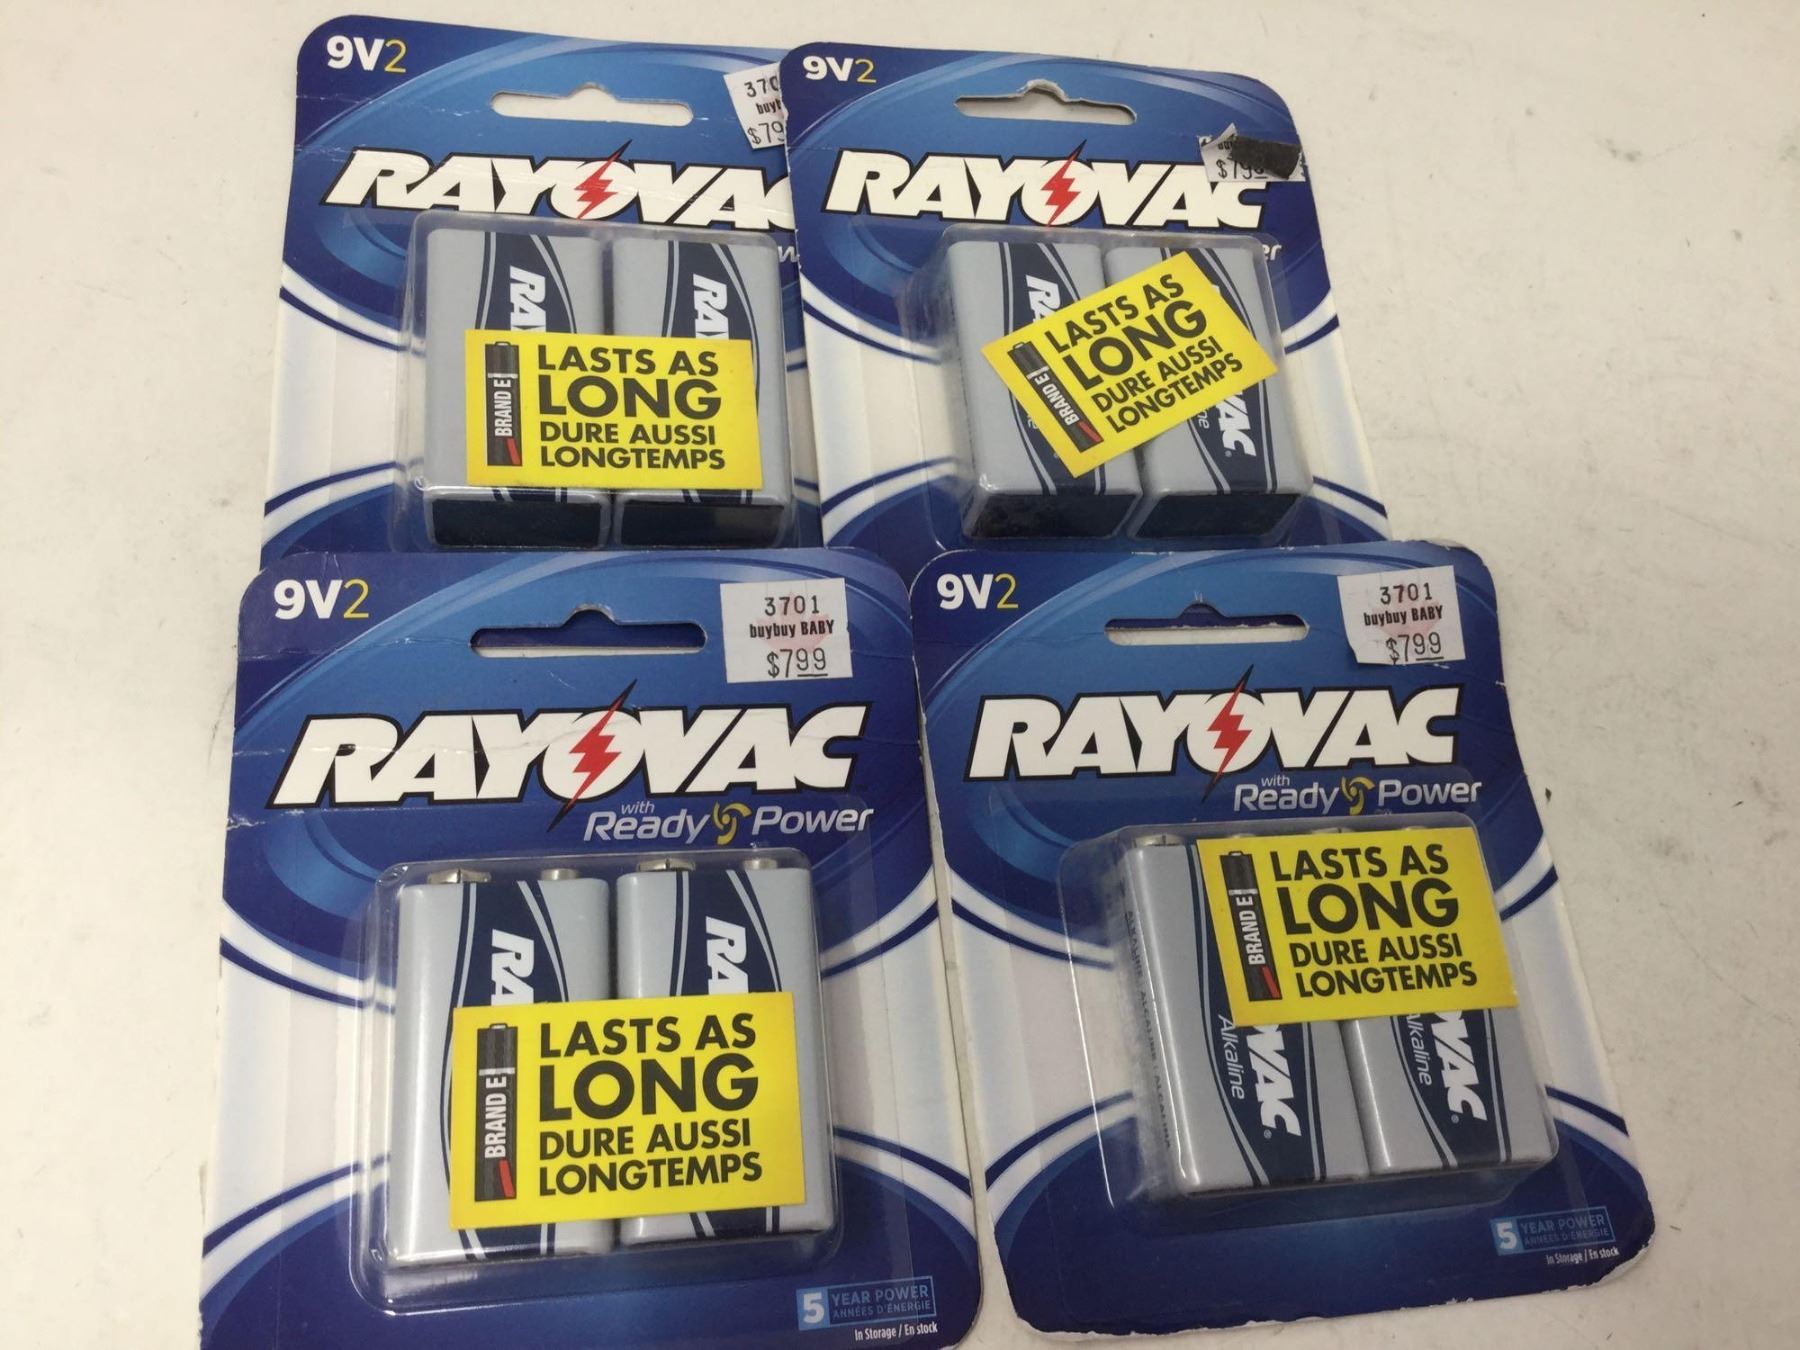 9V2
buyb
RAYOVAC
LASTS AS
LONG
DURE AUSSI
LONGTEMPS
BRAND E
9V2
RAYOVAC
LASTS AS
LONG
DURE AUSSI
LONGTEMPS
BRAND E
VAC
9V2
3701
buybuy BABY
$799
RAYOVAC
with
Ready Power
LASTS AS
LONG
DURE AUSSI
LONGTEMPS
BRAND E
5 YEAR POWER
ANNÉES D'ÉNERGIE
In Storage / En stock
9V2
3701
buybuy BABY
$799
RAYOVAC
with
Ready Power
LASTS AS
LONG
DURE AUSSI
LONGTEMPS
BRAND E
OVAC
Alkaline
OVAC
Alkaline
5 YEAR POWER
ANNÉES D'ÉNERGIE
In Storage / En stock